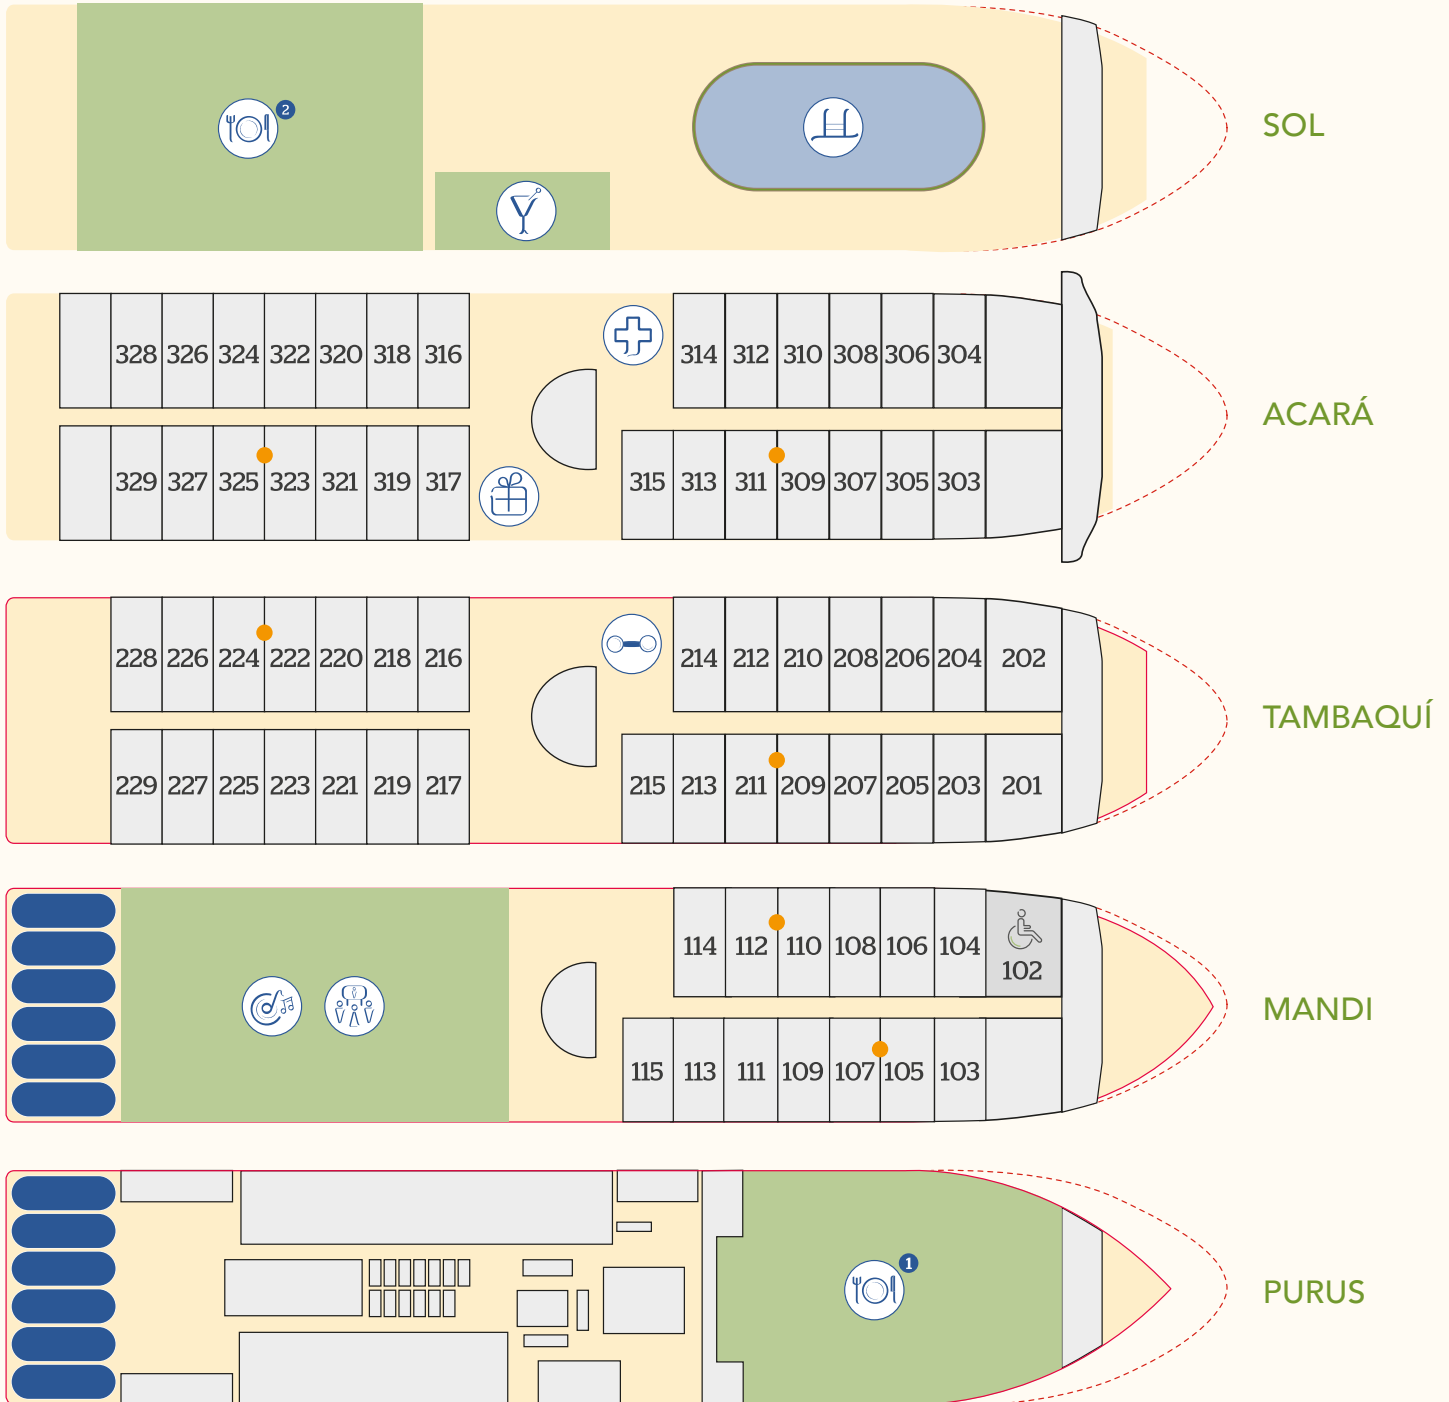 2
SOL
328 326 324 322 320 318 316 314 312 310 308 306 304
ACARÁ
329 327 325 323 321 319 317 315 313 311 309 307 305 303
228 226 224 222 220 218 216 214 212 210 208 206 204 202
TAMBAQUÍ
229 227 225 223 221 219 217 215 213 211 209 207 205 203 201
114 112 110 108 106 104 102
MANDI
115 113 111 109 107 105 103
1
PURUS